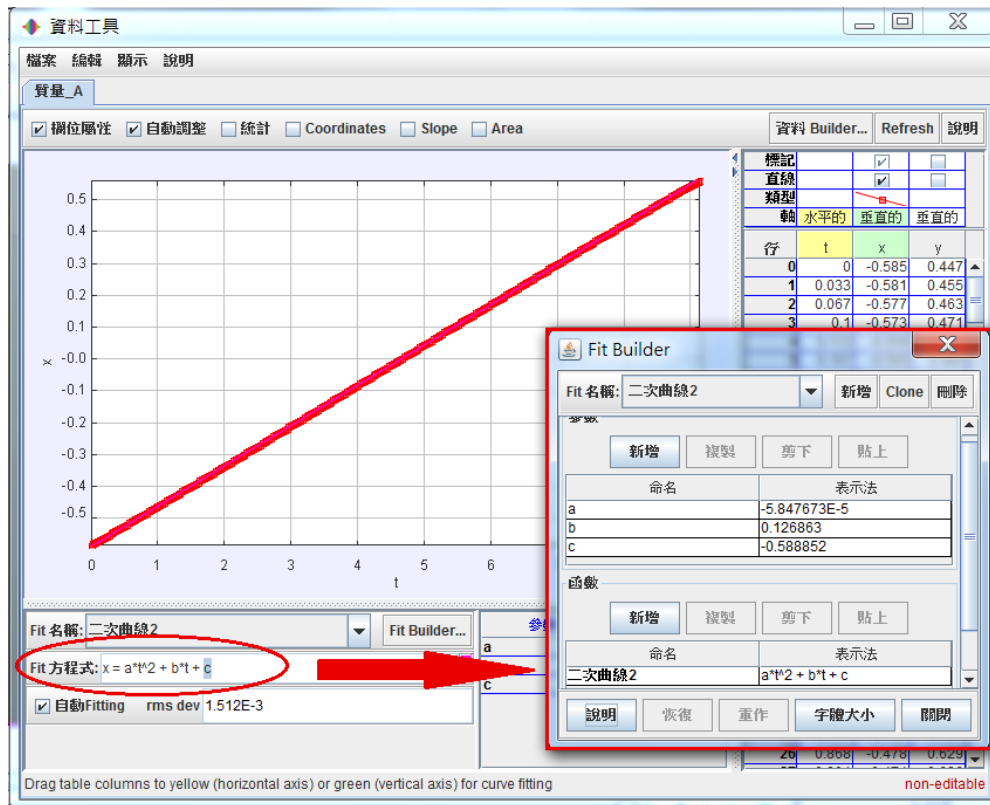 資料工具
檔案 編輯 顯示 說明
質量_A
欄位屬性 自動調整 統計 Coordinates Slope Area 資料 Builder... Refresh 說明
標記
直線
類型
軸 水平的 垂直的 垂直的
行 t x y
0 0 -0.585 0.447
1 0.033 -0.581 0.455
2 0.067 -0.577 0.463
3 0.1 -0.573 0.471
0.5
0.4
0.3
0.2
0.1
-0.0
-0.1
-0.2
-0.3
-0.4
-0.5
x
0 1 2 3 4 5 6
t
Fit Builder
Fit 名稱: 二次曲線2 新增 Clone 刪除
參數
新增 複製 剪下 貼上
命名 表示法
a -5.847673E-5
b 0.126863
c -0.588852
函數
新增 複製 剪下 貼上
命名 表示法
二次曲線2 a*t^2 + b*t + c
說明 恢復 重作 字體大小 關閉
Fit 名稱: 二次曲線2 Fit Builder...
a
Fit 方程式: x = a*t^2 + b*t + c
c
自動Fitting rms dev 1.512E-3
26 0.868 -0.478 0.629
Drag table columns to yellow (horizontal axis) or green (vertical axis) for curve fitting
non-editable